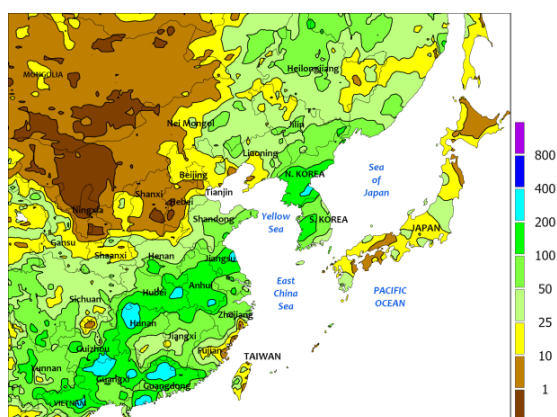 MONGOLIA
Heilongjiang
Nei Mongol
Jilin
Liaoning
Beijing
Tianjin
N. KOREA
Sea
of
Japan
Shanxi
Hebei
Ningxia
Shandong
Yellow
Sea
S. KOREA
JAPAN
Gansu
Shaanxi
Henan
Jiangsu
Anhui
Hubei
East
China
Sea
PACIFIC
OCEAN
Sichuan
Zhejiang
Hunan
Jiangxi
Guizhou
Fujian
TAIWAN
Yunnan
Guangxi
Guangdong
VIETNAM
800
400
200
100
50
25
10
1